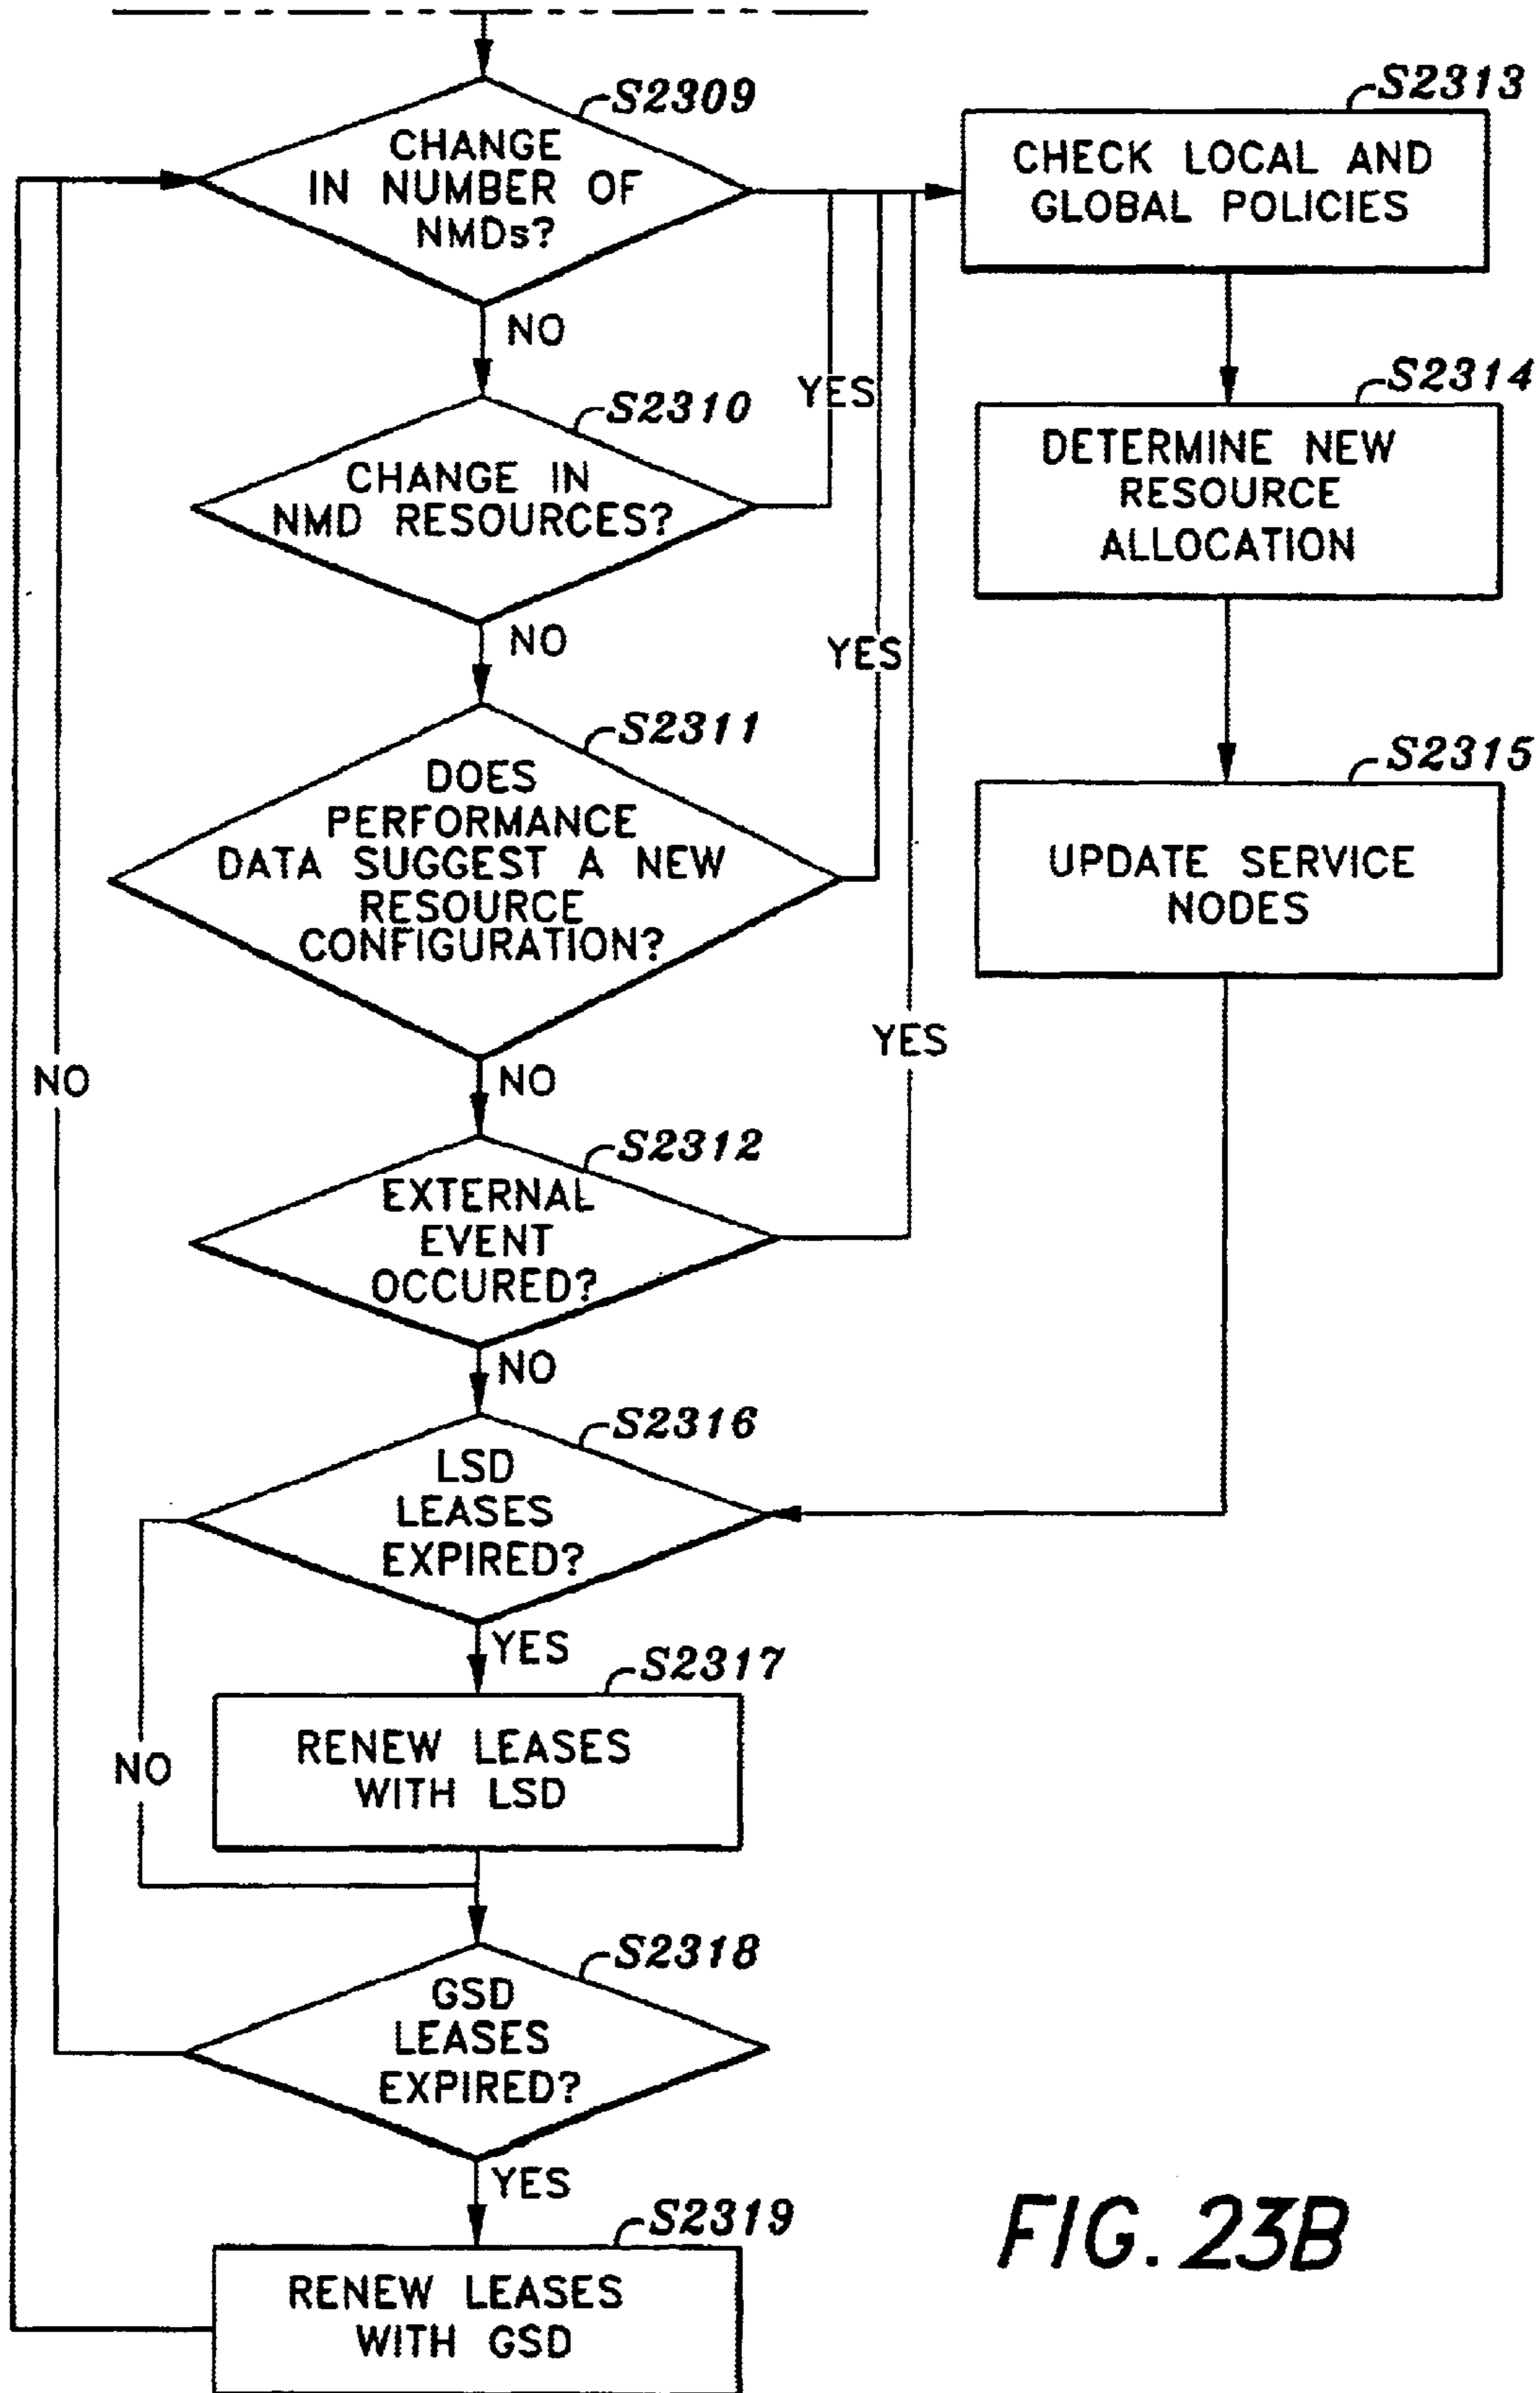 S2309
CHANGE
IN NUMBER OF
NMDs?
NO
S2310
CHANGE IN
NMD RESOURCES?
YES
NO
S2311
DOES
PERFORMANCE
DATA SUGGEST A NEW
RESOURCE
CONFIGURATION?
YES
NO
S2312
EXTERNAL
EVENT
OCCURED?
YES
NO
S2313
CHECK LOCAL AND
GLOBAL POLICIES
S2314
DETERMINE NEW
RESOURCE
ALLOCATION
S2315
UPDATE SERVICE
NODES
S2316
LSD
LEASES
EXPIRED?
YES
NO
S2317
RENEW LEASES
WITH LSD
S2318
GSD
LEASES
EXPIRED?
NO
YES
S2319
RENEW LEASES
WITH GSD
FIG. 23B